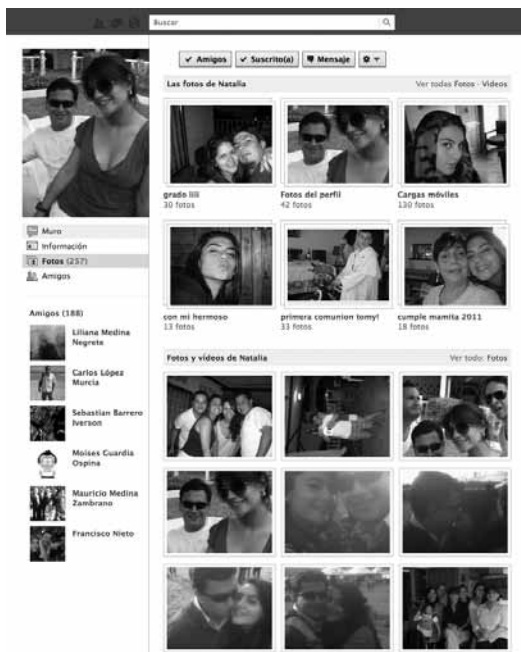 Buscar
Amigos
Suscrito(a)
Mensaje
Las fotos de Natalia
Ver todas Fotos · Videos
grado lili
30 fotos
Fotos del perfil
42 fotos
Cargas móviles
130 fotos
con mi hermoso
13 fotos
primera comunion tomy!
33 fotos
cumple mamita 2011
18 fotos
Muro
Información
Fotos (257)
Amigos
Amigos (188)
Liliana Medina
Negrete
Carlos López
Murcia
Sebastian Barrero
Iverson
Moises Guardia
Ospina
Mauricio Medina
Zambrano
Francisco Nieto
Fotos y vídeos de Natalia
Ver todo: Fotos